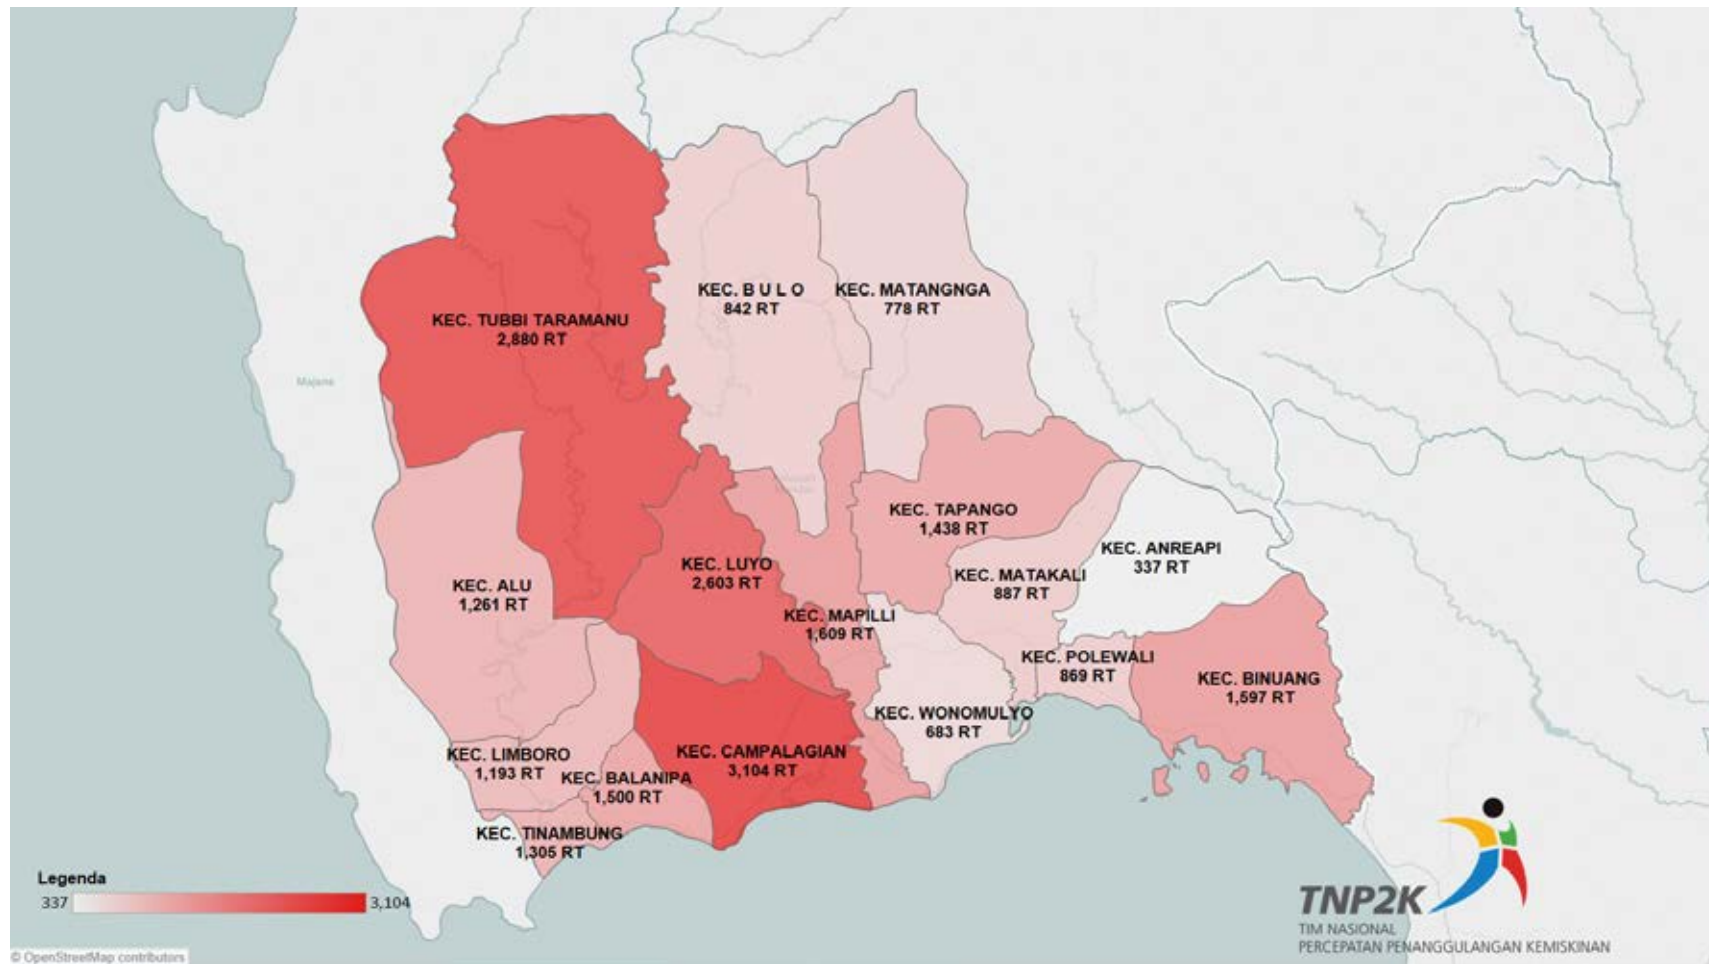 KEC. B U L O
842 RT
KEC. MATANGNGA
778 RT
KEC. TUBBI TARAMANU
2,880 RT
Majene
KEC. TAPANGO
1,438 RT
KEC. ANREAPI
337 RT
KEC. LUYO
2,603 RT
KEC. MATAKALI
887 RT
KEC. ALU
1,261 RT
KEC. MAPILLI
1,609 RT
KEC. POLEWALI
869 RT
KEC. BINUANG
1,597 RT
KEC. WONOMULYO
683 RT
KEC. CAMPALAGIAN
3,104 RT
KEC. LIMBORO
1,193 RT
KEC. BALANIPA
1,500 RT
KEC. TINAMBUNG
1,305 RT
Legenda
337
3,104
TNP2K
TIM NASIONAL
PERCEPATAN PENANGGULANGAN KEMISKINAN
© OpenStreetMap contributors